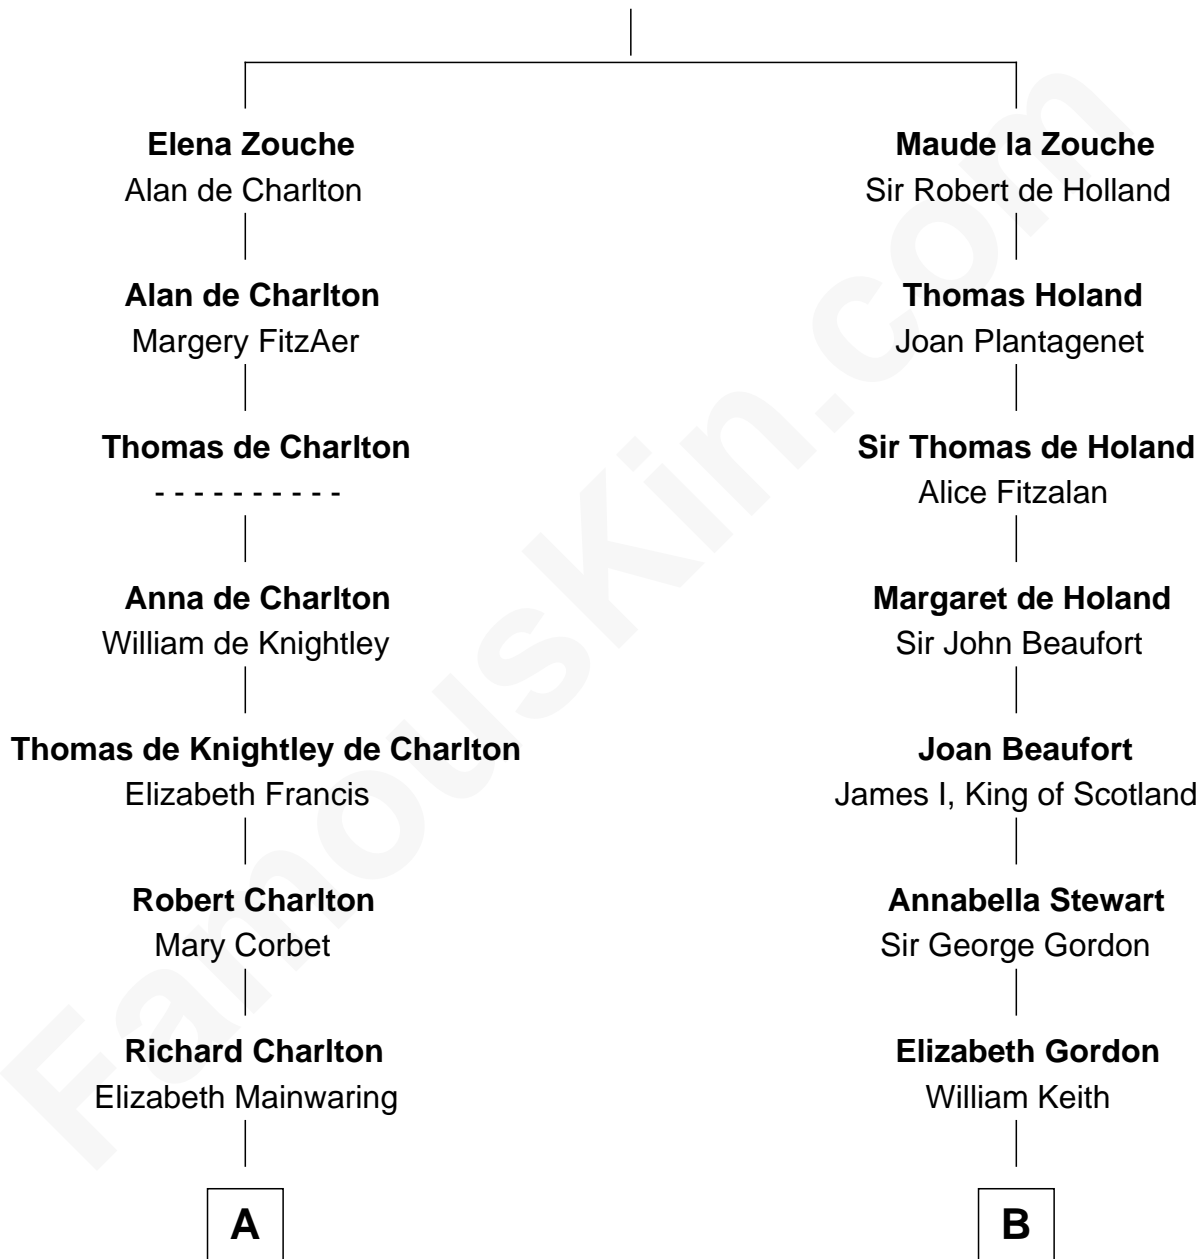 Elena Zouche
Alan de Charlton
Alan de Charlton
Margery FitzAer
Thomas de Charlton
- - - - - - - - - -
Anna de Charlton
William de Knightley
Thomas de Knightley de Charlton
Elizabeth Francis
Robert Charlton
Mary Corbet
Richard Charlton
Elizabeth Mainwaring
A
Maude la Zouche
Sir Robert de Holland
Thomas Holand
Joan Plantagenet
Sir Thomas de Holand
Alice Fitzalan
Margaret de Holand
Sir John Beaufort
Joan Beaufort
James I, King of Scotland
Annabella Stewart
Sir George Gordon
Elizabeth Gordon
William Keith
B
FamousKin.com